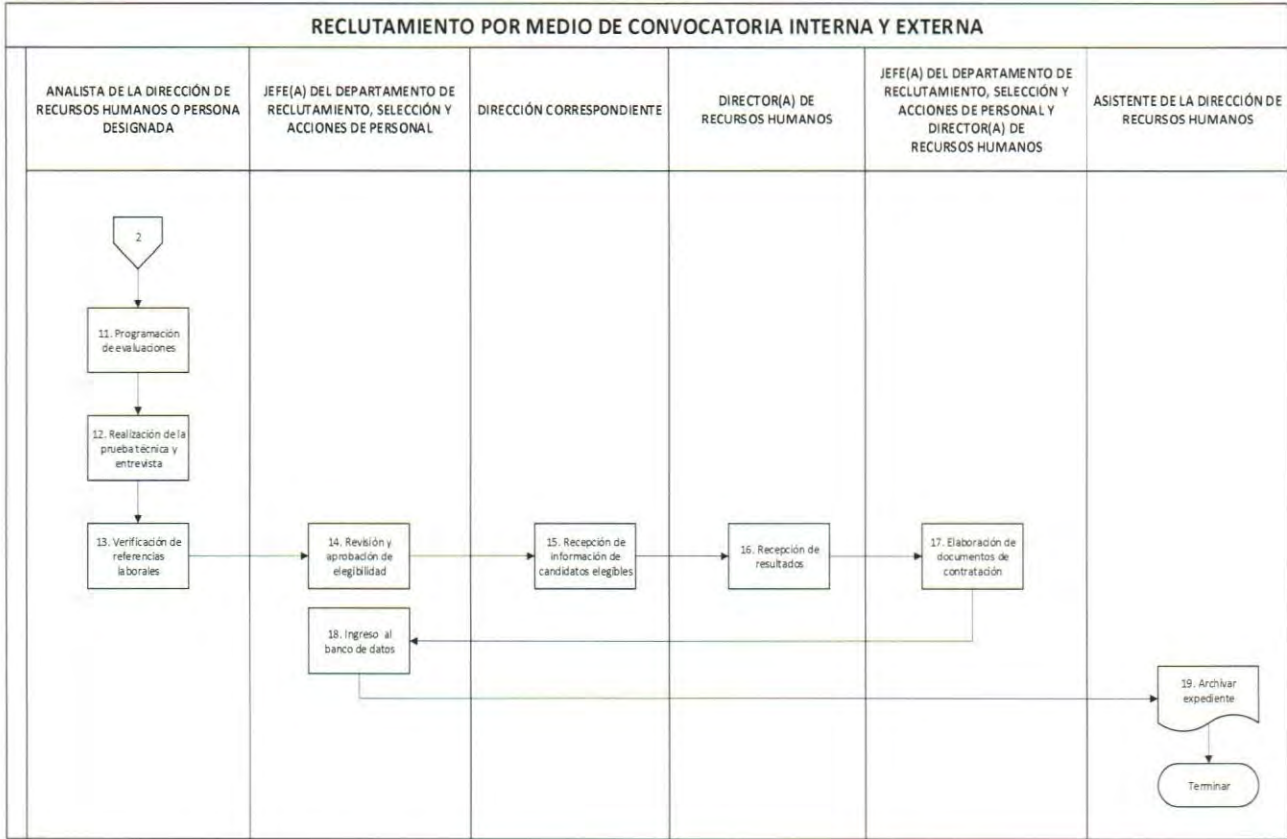 RECLUTAMIENTO POR MEDIO DE CONVOCATORIA INTERNA Y EXTERNA
ANALISTA DE LA DIRECCIÓN DE
RECURSOS HUMANOS O PERSONA
DESIGNADA
JEFE(A) DEL DEPARTAMENTO DE
RECLUTAMIENTO, SELECCIÓN Y
ACCIONES DE PERSONAL
DIRECCIÓN CORRESPONDIENTE
DIRECTOR(A) DE
RECURSOS HUMANOS
JEFE(A) DEL DEPARTAMENTO DE
RECLUTAMIENTO, SELECCIÓN Y
ACCIONES DE PERSONAL Y
DIRECTOR(A) DE
RECURSOS HUMANOS
ASISTENTE DE LA DIRECCIÓN DE
RECURSOS HUMANOS
2
11. Programación
de evaluaciones
12. Realización de la
prueba técnica y
entrevista
13. Verificación de
referencias
laborales
14. Revisión y
aprobación de
elegibilidad
15. Recepción de
información de
candidatos elegibles
16. Recepción de
resultados
17. Elaboración de
documentos de
contratación
18. Ingreso al
banco de datos
19. Archivar
expediente
Terminar